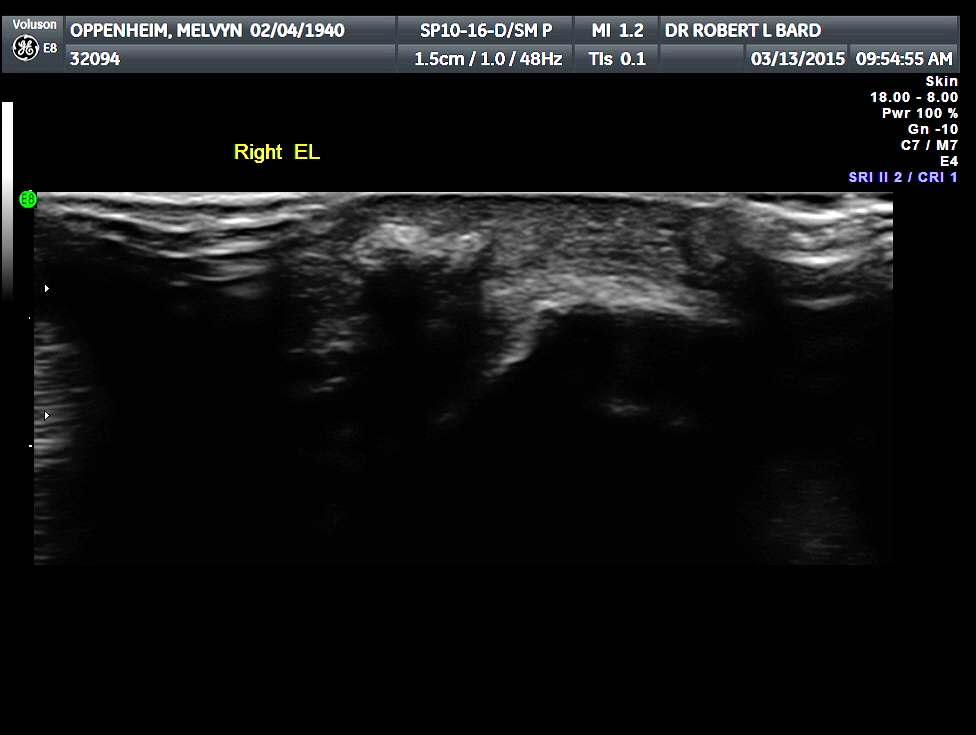 Voluson
E8
OPPENHEIM, MELVYN 02/04/1940
SP10-16-D/SM P
MI 1.2
DR ROBERT L BARD
32094
1.5cm / 1.0 / 48Hz
TIs 0.1
03/13/2015
09:54:55 AM
Skin
18.00 - 8.00
Pwr 100 %
Gn -10
C7 / M7
E4
SRI II 2 / CRI 1
Right EL
E8